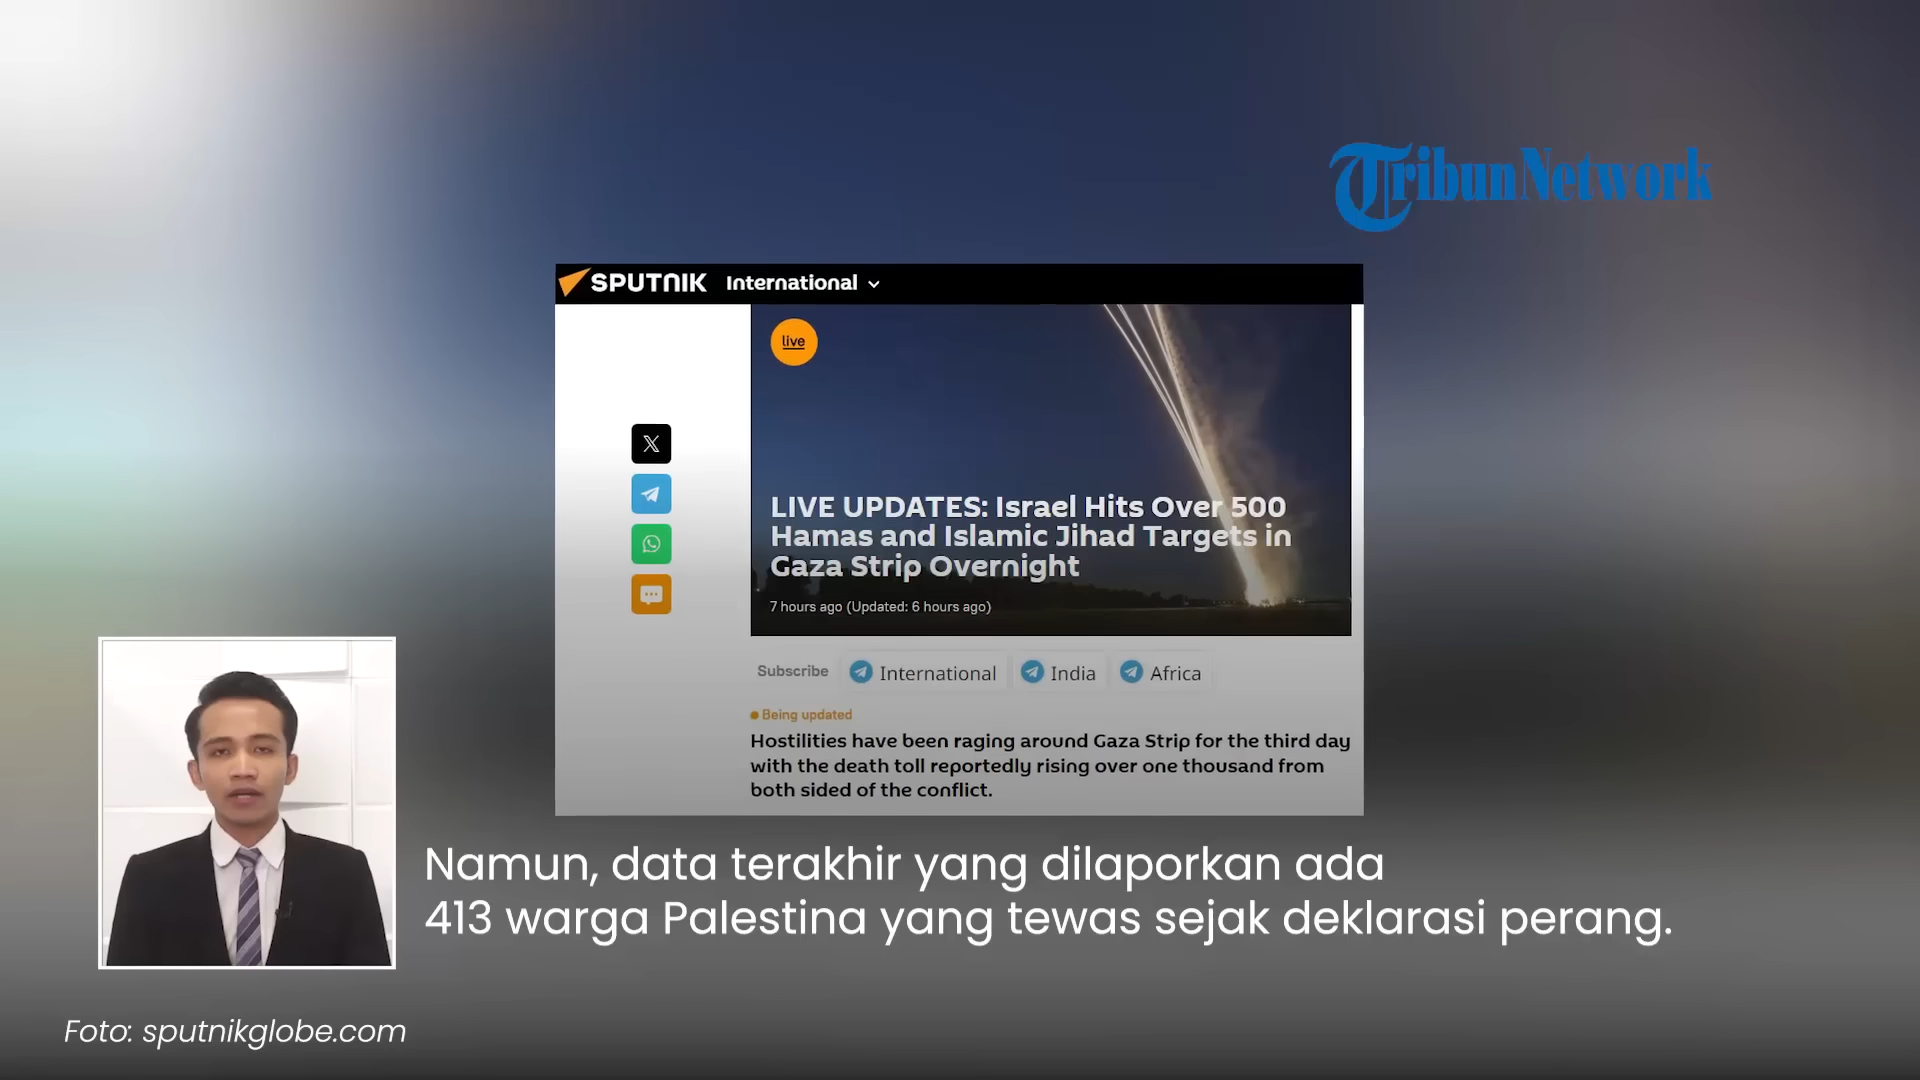 TribunNetwork
SPUTNIK International
live
LIVE UPDATES: Israel Hits Over 500
Hamas and Islamic Jihad Targets in
Gaza Strip Overnight
7 hours ago (Updated: 6 hours ago)
Subscribe International India Africa
Being updated
Hostilities have been raging around Gaza Strip for the third day
with the death toll reportedly rising over one thousand from
both sided of the conflict.
Namun, data terakhir yang dilaporkan ada
413 warga Palestina yang tewas sejak deklarasi perang.
Foto: sputnikglobe.com